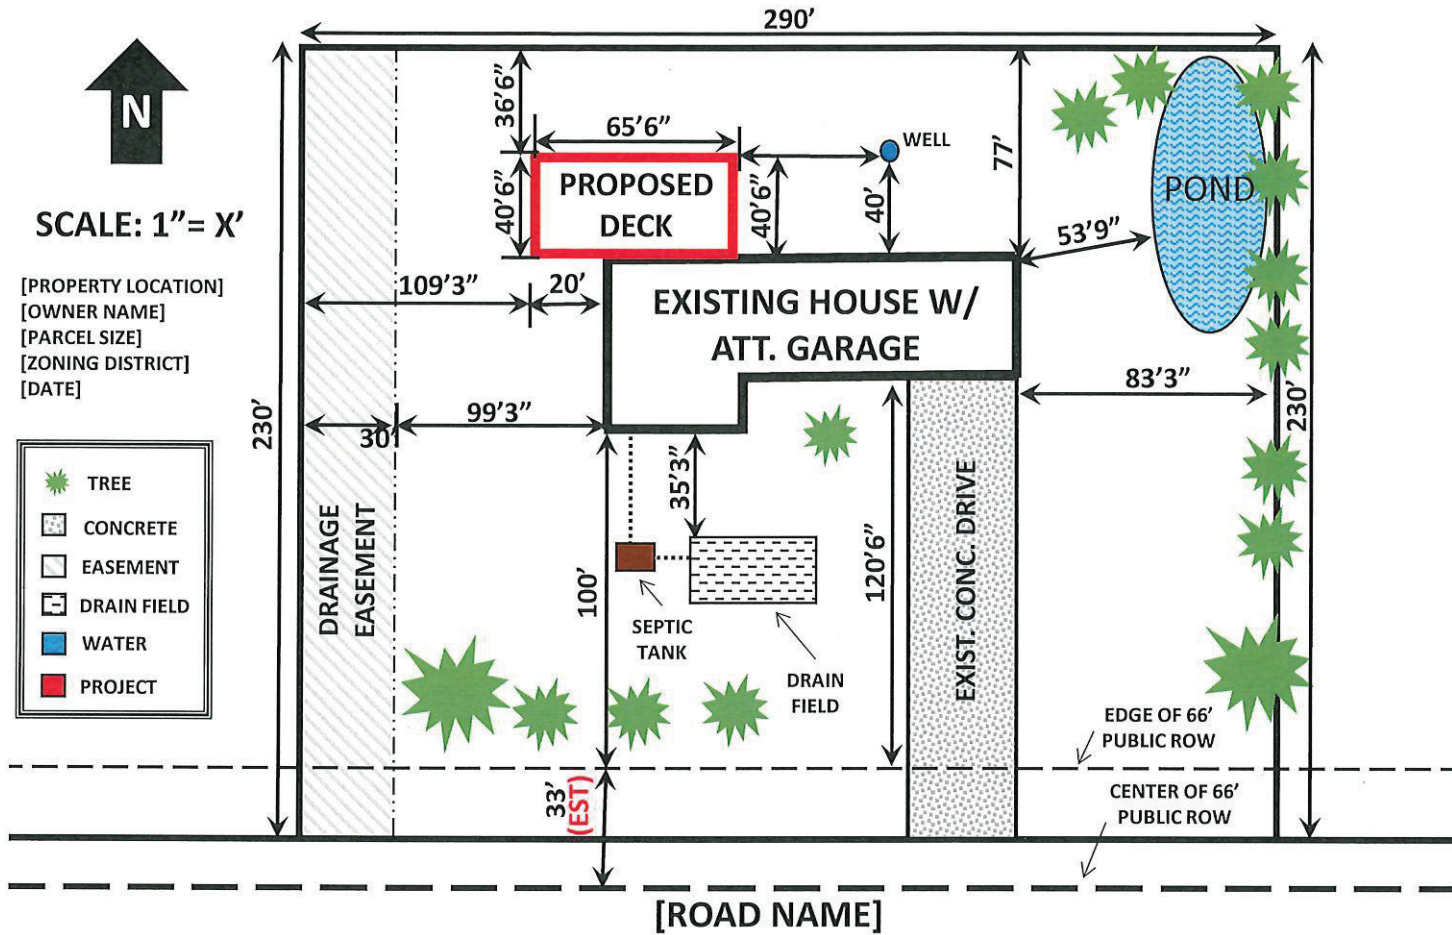 290'
N
SCALE: 1”= X'
[PROPERTY LOCATION]
[OWNER NAME]
[PARCEL SIZE]
[ZONING DISTRICT]
[DATE]
36’6”
65’6”
40’6”
PROPOSED
DECK
40’6”
WELL
40'
77'
POND
53’9”
109’3”
20'
EXISTING HOUSE W/
ATT. GARAGE
83’3”
230'
30'
99’3”
230'
TREE
CONCRETE
EASEMENT
DRAIN FIELD
WATER
PROJECT
DRAINAGE
EASEMENT
35’3”
100'
SEPTIC
TANK
DRAIN
FIELD
120’6”
EXIST. CONC. DRIVE
EDGE OF 66'
PUBLIC ROW
33'
(EST)
CENTER OF 66'
PUBLIC ROW
[ROAD NAME]